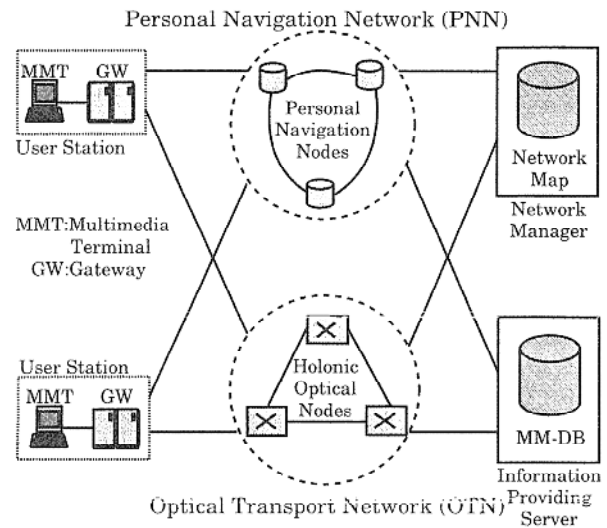 Personal Navigation Network (PNN)
MMT GW
User Station
Personal
Navigation
Nodes
Network
Map
Network
Manager
MMT:Multimedia
Terminal
GW:Gateway
User Station
MMT GW
Holonic
Optical
Nodes
MM-DB
Information
Providing
Server
Optical Transport Network (OTN)